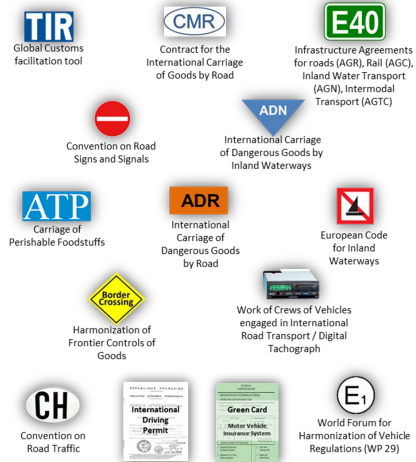 TIR
Global Customs
facilitation tool
CMR
Contract for the
International Carriage
of Goods by Road
E40
Infrastructure Agreements
for roads (AGR), Rail (AGC),
Inland Water Transport
(AGN), Intermodal
Transport (AGTC)
Convention on Road
Signs and Signals
ADN
International Carriage
of Dangerous Goods by
Inland Waterways
ATP
Carriage of
Perishable Foodstuffs
ADR
International
Carriage of
Dangerous Goods
by Road
European Code
for Inland
Waterways
Border
Crossing
Harmonization of
Frontier Controls of
Goods
Work of Crews of Vehicles
engaged in International
Road Transport / Digital
Tachograph
CH
Convention on
Road Traffic
REPUBLIQUE FRANCAISE
International
Driving
Permit
Green Card
Motor Vehicle
Insurance System
E1
World Forum for
Harmonization of Vehicle
Regulations (WP 29)